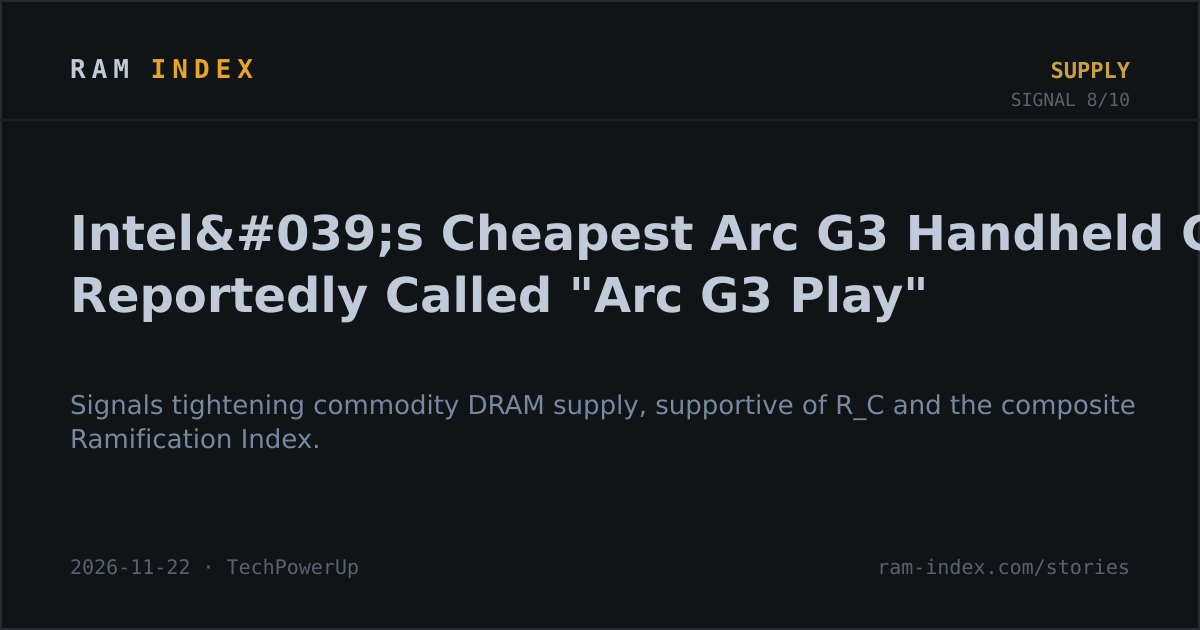 RAM INDEX
SUPPLY
SIGNAL 8/10
Intel&#039;s Cheapest Arc G3 Handheld
Reportedly Called "Arc G3 Play"
Signals tightening commodity DRAM supply, supportive of R_C and the composite
Ramification Index.
2026-11-22 · TechPowerUp
ram-index.com/stories